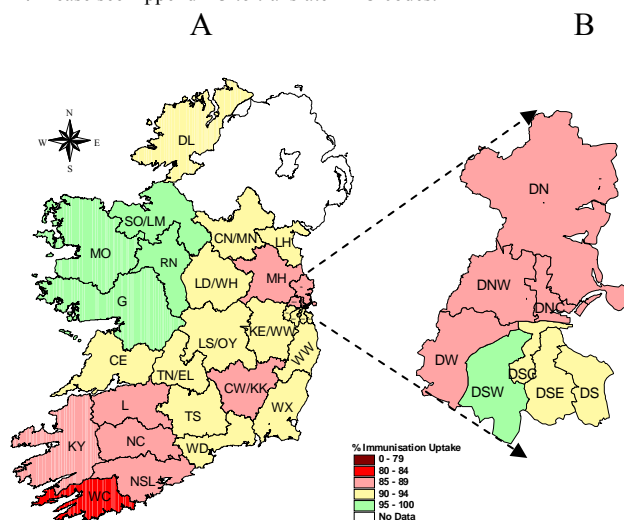 A B
N
W E
S
DL
SO/LM
CN/MN
LH
MO
RN
LD/WH
MH
G
KE/WW
LS/OY
WW
CE
TN/EL
CW/KK
L
TS
WX
KY
NC
WD
NSL
WC
DN
DNW
DNC
DW
DSC
DSW
DSE
DS
% Immunisation Uptake
0 - 79
80 - 84
85 - 89
90 - 94
95 - 100
No Data